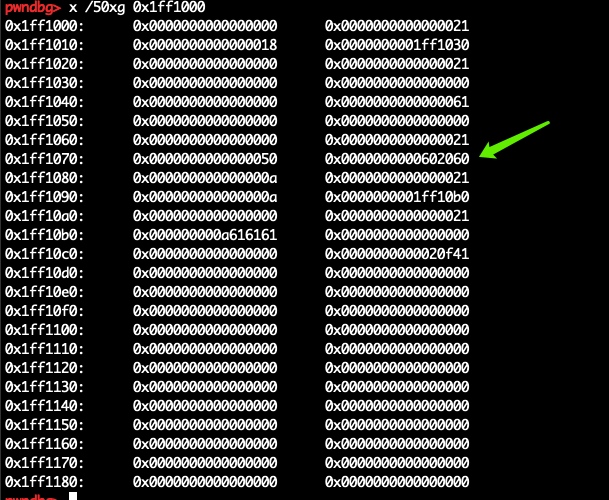 pwndbg> x /50xg 0x1ff1000
0x1ff1000: 0x0000000000000000 0x0000000000000021
0x1ff1010: 0x0000000000000018 0x0000000001ff1030
0x1ff1020: 0x0000000000000000 0x0000000000000021
0x1ff1030: 0x0000000000000000 0x0000000000000000
0x1ff1040: 0x0000000000000000 0x0000000000000061
0x1ff1050: 0x0000000000000000 0x0000000000000000
0x1ff1060: 0x0000000000000000 0x0000000000000021
0x1ff1070: 0x0000000000000050 0x0000000000602060
0x1ff1080: 0x000000000000000a 0x0000000000000021
0x1ff1090: 0x000000000000000a 0x0000000001ff10b0
0x1ff10a0: 0x0000000000000000 0x0000000000000021
0x1ff10b0: 0x000000000a616161 0x0000000000000000
0x1ff10c0: 0x0000000000000000 0x0000000000020f41
0x1ff10d0: 0x0000000000000000 0x0000000000000000
0x1ff10e0: 0x0000000000000000 0x0000000000000000
0x1ff10f0: 0x0000000000000000 0x0000000000000000
0x1ff1100: 0x0000000000000000 0x0000000000000000
0x1ff1110: 0x0000000000000000 0x0000000000000000
0x1ff1120: 0x0000000000000000 0x0000000000000000
0x1ff1130: 0x0000000000000000 0x0000000000000000
0x1ff1140: 0x0000000000000000 0x0000000000000000
0x1ff1150: 0x0000000000000000 0x0000000000000000
0x1ff1160: 0x0000000000000000 0x0000000000000000
0x1ff1170: 0x0000000000000000 0x0000000000000000
0x1ff1180: 0x0000000000000000 0x0000000000000000
pwndbg>